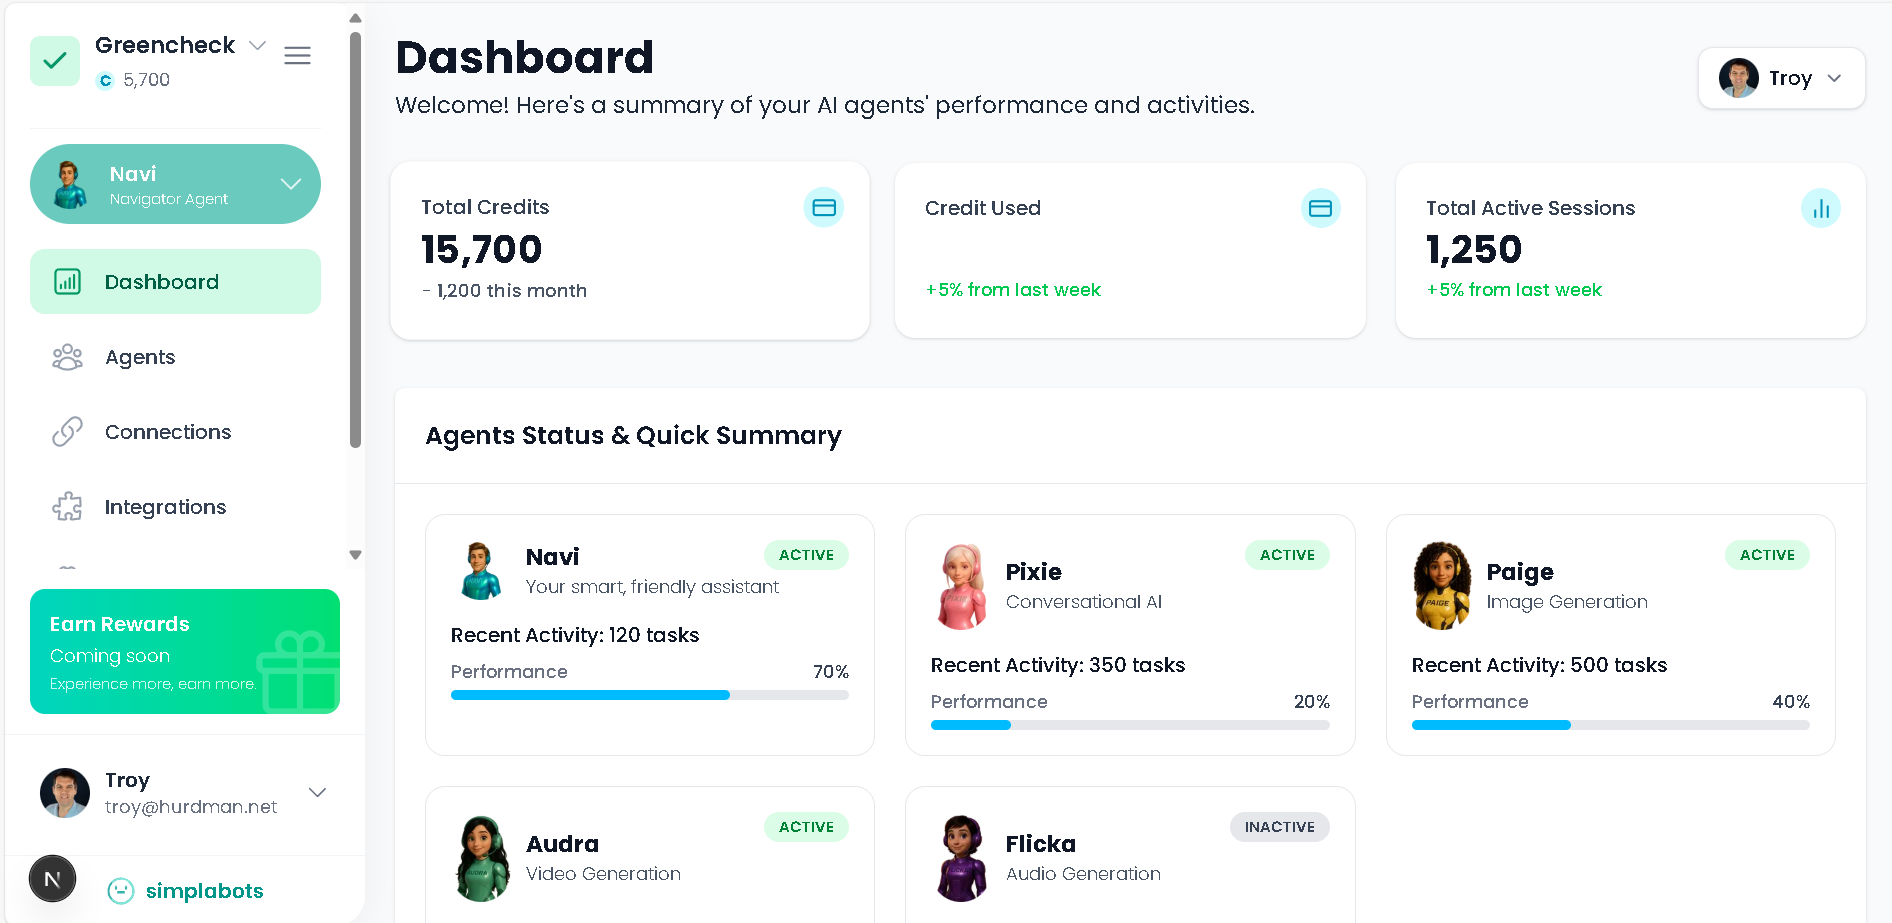 Greencheck
C 5,700
Navi
Navigator Agent
Dashboard
Agents
Connections
Integrations
Earn Rewards
Coming soon
Experience more, earn more.
Troy
troy@hurdman.net
N
simplabots
Dashboard
Welcome! Here's a summary of your AI agents' performance and activities.
Troy
Total Credits
15,700
- 1,200 this month
Credit Used
+5% from last week
Total Active Sessions
1,250
+5% from last week
Agents Status & Quick Summary
Navi
ACTIVE
Your smart, friendly assistant
Recent Activity: 120 tasks
Performance 70%
PIXIE
Pixie
ACTIVE
Conversational AI
Recent Activity: 350 tasks
Performance 20%
PAIGE
Paige
ACTIVE
Image Generation
Recent Activity: 500 tasks
Performance 40%
AUDRA
Audra
ACTIVE
Video Generation
Flicka
INACTIVE
Audio Generation